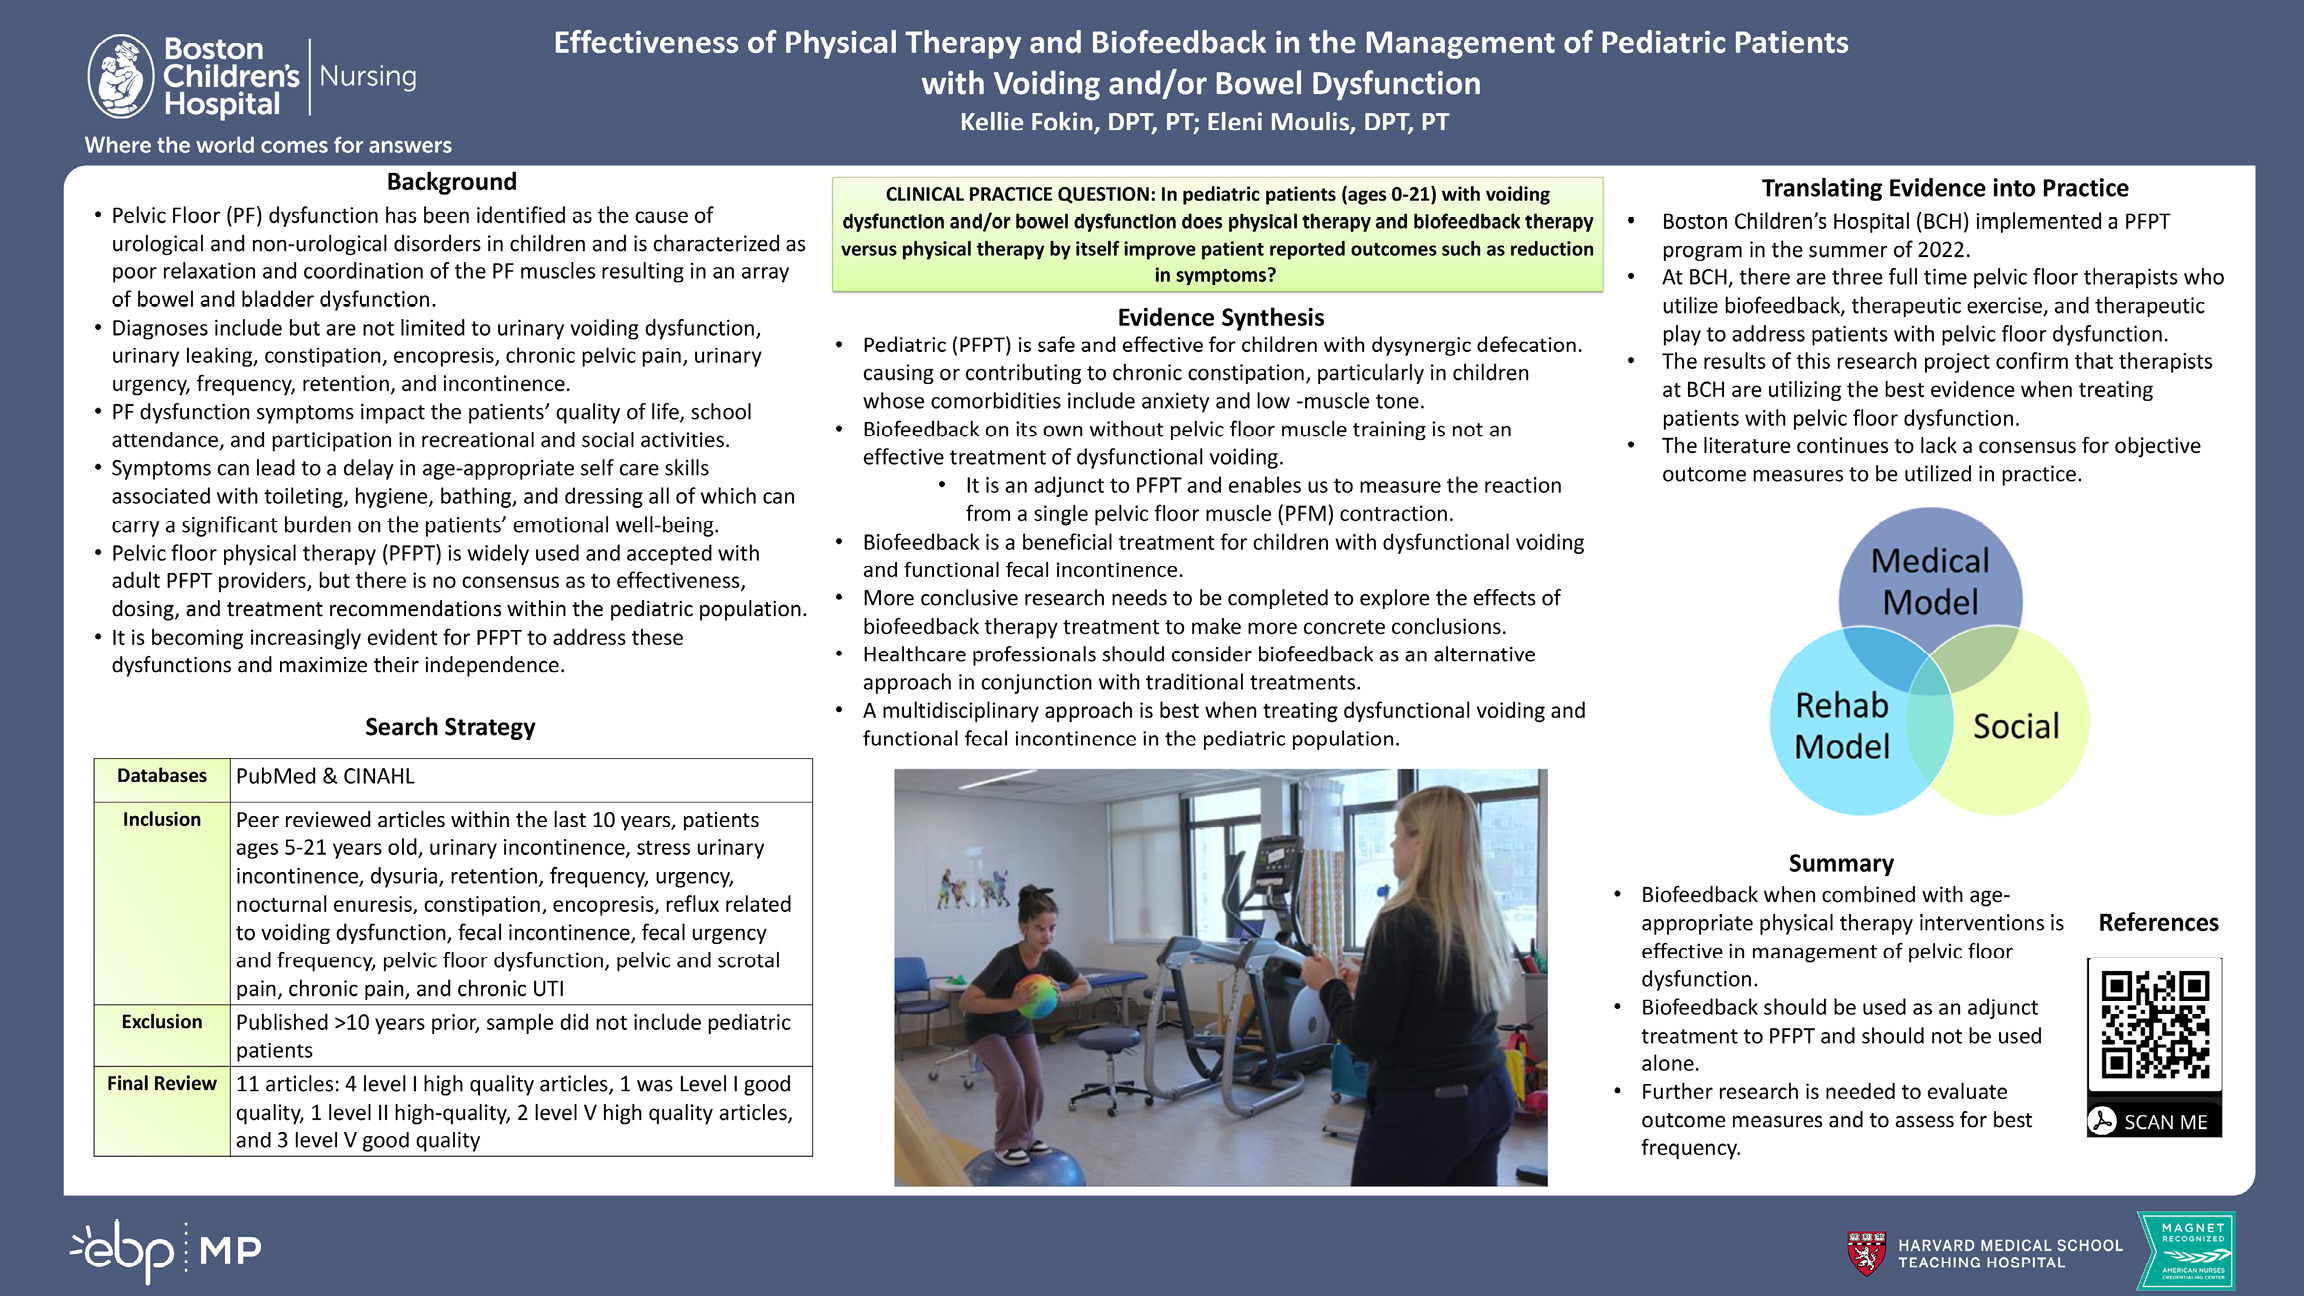 Boston
Children's
Hospital
Nursing
Where the world comes for answers
Effectiveness of Physical Therapy and Biofeedback in the Management of Pediatric Patients
with Voiding and/or Bowel Dysfunction
Kellie Fokin, DPT, PT; Eleni Moulis, DPT, PT
Background
• Pelvic Floor (PF) dysfunction has been identified as the cause of
urological and non-urological disorders in children and is characterized as
poor relaxation and coordination of the PF muscles resulting in an array
of bowel and bladder dysfunction.
• Diagnoses include but are not limited to urinary voiding dysfunction,
urinary leaking, constipation, encopresis, chronic pelvic pain, urinary
urgency, frequency, retention, and incontinence.
• PF dysfunction symptoms impact the patients' quality of life, school
attendance, and participation in recreational and social activities.
• Symptoms can lead to a delay in age-appropriate self care skills
associated with toileting, hygiene, bathing, and dressing all of which can
carry a significant burden on the patients' emotional well-being.
• Pelvic floor physical therapy (PFPT) is widely used and accepted with
adult PFPT providers, but there is no consensus as to effectiveness,
dosing, and treatment recommendations within the pediatric population.
• It is becoming increasingly evident for PFPT to address these
dysfunctions and maximize their independence.
Search Strategy
Databases PubMed & CINAHL
Inclusion Peer reviewed articles within the last 10 years, patients
ages 5-21 years old, urinary incontinence, stress urinary
incontinence, dysuria, retention, frequency, urgency,
nocturnal enuresis, constipation, encopresis, reflux related
to voiding dysfunction, fecal incontinence, fecal urgency
and frequency, pelvic floor dysfunction, pelvic and scrotal
pain, chronic pain, and chronic UTI
Exclusion Published >10 years prior, sample did not include pediatric
patients
Final Review 11 articles: 4 level I high quality articles, 1 was Level I good
quality, 1 level II high-quality, 2 level V high quality articles,
and 3 level V good quality
CLINICAL PRACTICE QUESTION: In pediatric patients (ages 0-21) with voiding
dysfunction and/or bowel dysfunction does physical therapy and biofeedback therapy
versus physical therapy by itself improve patient reported outcomes such as reduction
in symptoms?
Evidence Synthesis
• Pediatric (PFPT) is safe and effective for children with dysynergic defecation.
causing or contributing to chronic constipation, particularly in children
whose comorbidities include anxiety and low -muscle tone.
• Biofeedback on its own without pelvic floor muscle training is not an
effective treatment of dysfunctional voiding.
• It is an adjunct to PFPT and enables us to measure the reaction
from a single pelvic floor muscle (PFM) contraction.
• Biofeedback is a beneficial treatment for children with dysfunctional voiding
and functional fecal incontinence.
• More conclusive research needs to be completed to explore the effects of
biofeedback therapy treatment to make more concrete conclusions.
• Healthcare professionals should consider biofeedback as an alternative
approach in conjunction with traditional treatments.
• A multidisciplinary approach is best when treating dysfunctional voiding and
functional fecal incontinence in the pediatric population.
Translating Evidence into Practice
• Boston Children's Hospital (BCH) implemented a PFPT
program in the summer of 2022.
• At BCH, there are three full time pelvic floor therapists who
utilize biofeedback, therapeutic exercise, and therapeutic
play to address patients with pelvic floor dysfunction.
• The results of this research project confirm that therapists
at BCH are utilizing the best evidence when treating
patients with pelvic floor dysfunction.
• The literature continues to lack a consensus for objective
outcome measures to be utilized in practice.
Medical
Model
Rehab
Model
Social
Summary
• Biofeedback when combined with age-
appropriate physical therapy interventions is
effective in management of pelvic floor
dysfunction.
• Biofeedback should be used as an adjunct
treatment to PFPT and should not be used
alone.
• Further research is needed to evaluate
outcome measures and to assess for best
frequency.
References
SCAN ME
ebp MP
HARVARD MEDICAL SCHOOL
TEACHING HOSPITAL
MAGNET
RECOGNIZED
AMERICAN NURSES
CREDENTIALING CENTER